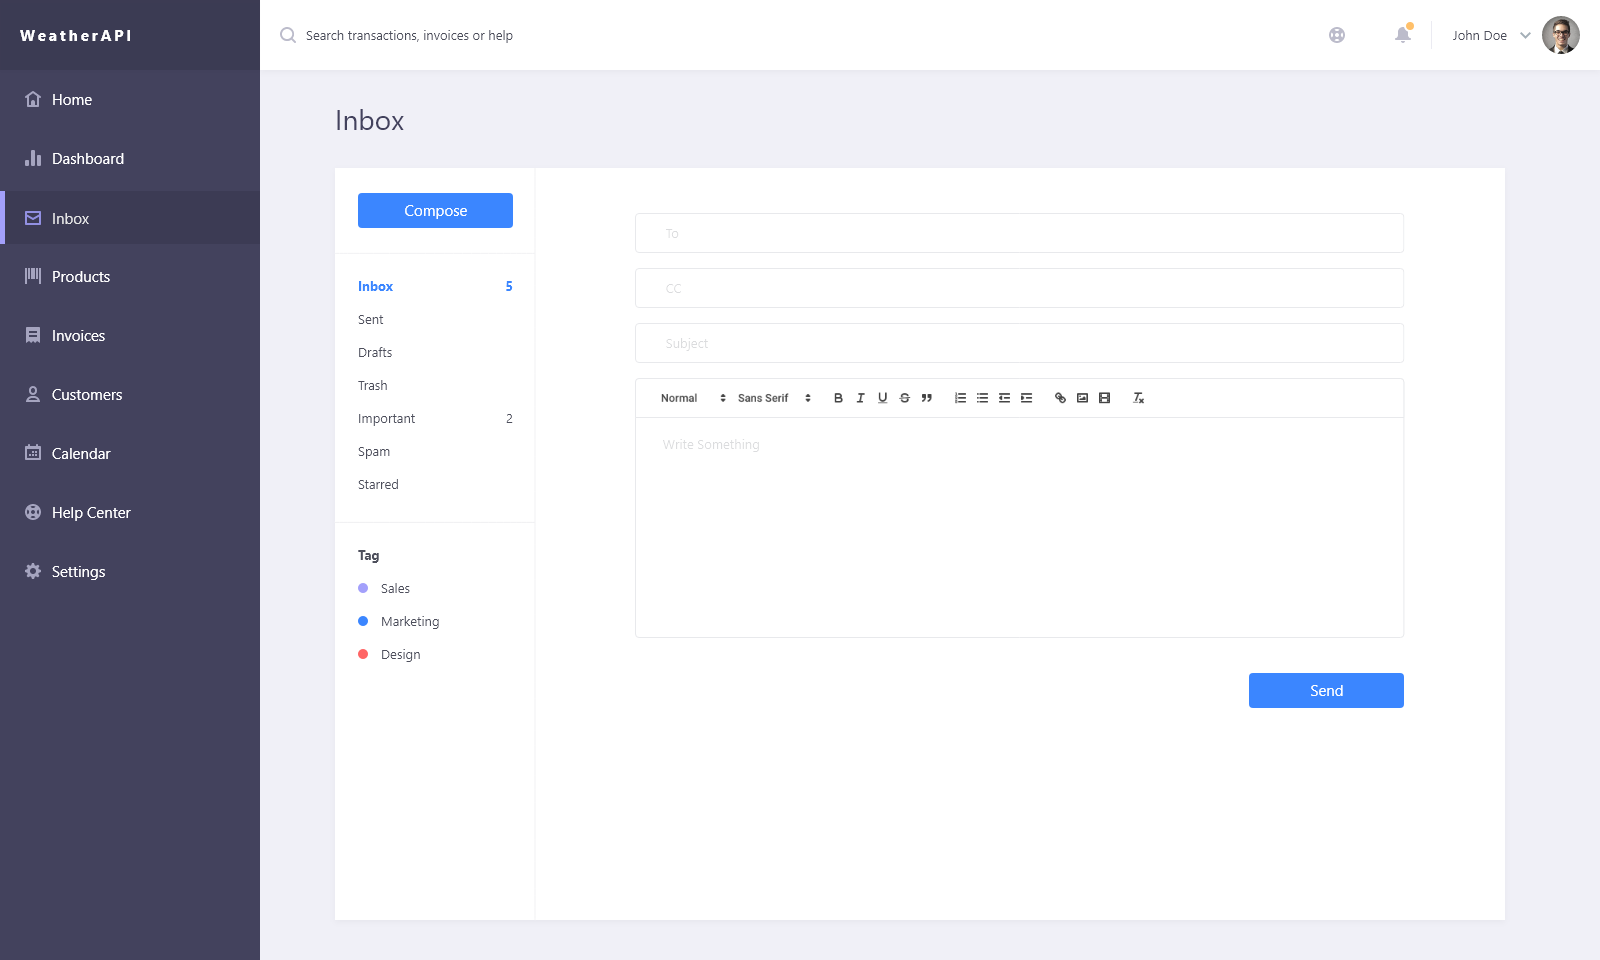 WeatherAPI
Search transactions, invoices or help
John Doe
Home
Dashboard
Inbox
Products
Invoices
Customers
Calendar
Help Center
Settings
Inbox
Compose
Inbox 5
Sent
Drafts
Trash
Important 2
Spam
Starred
Tag
Sales
Marketing
Design
To
CC
Subject
Normal Sans Serif
Write Something
Send